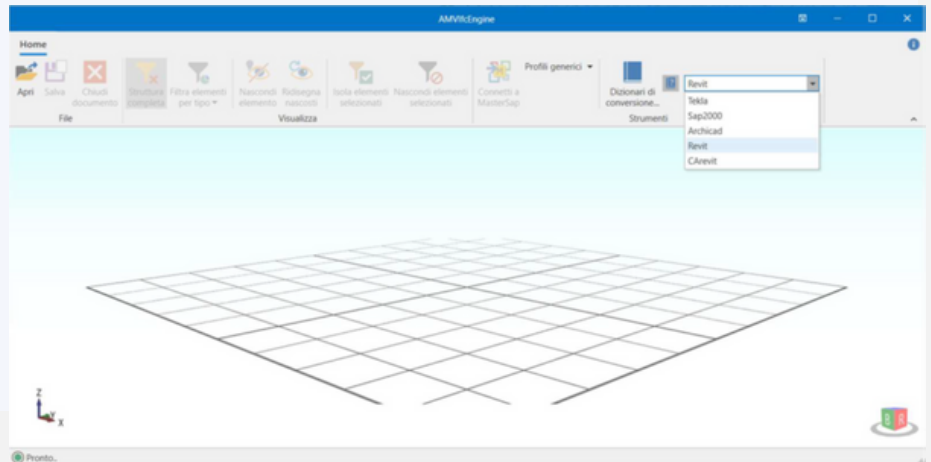 AMVIfcEngine
Home
Apri
Salva
Chiudi
documento
Struttura
completa
Filtra elementi
per tipo
Nascondi
elemento
Ridisegna
nascosti
Isola elementi
selezionati
Nascondi elementi
selezionati
Connetti a
MasterSap
Profili generici
Dizionari di
conversione...
Revit
Tekla
Sap2000
Archicad
Revit
CArevit
File
Visualizza
Strumenti
Z
Y
X
Pronto..